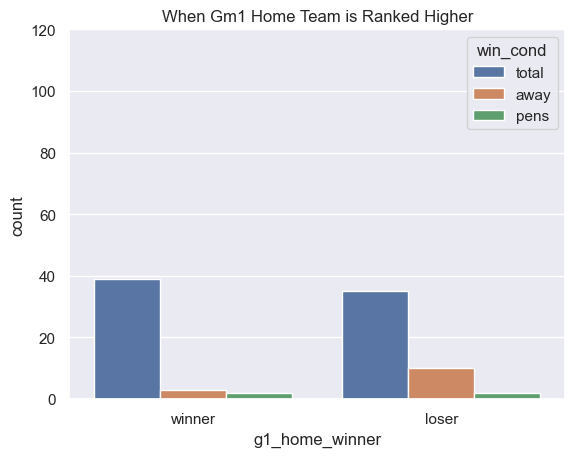 When Gm1 Home Team is Ranked Higher
120
100
80
60
40
20
0
count
win_cond
total
away
pens
winner
loser
g1_home_winner